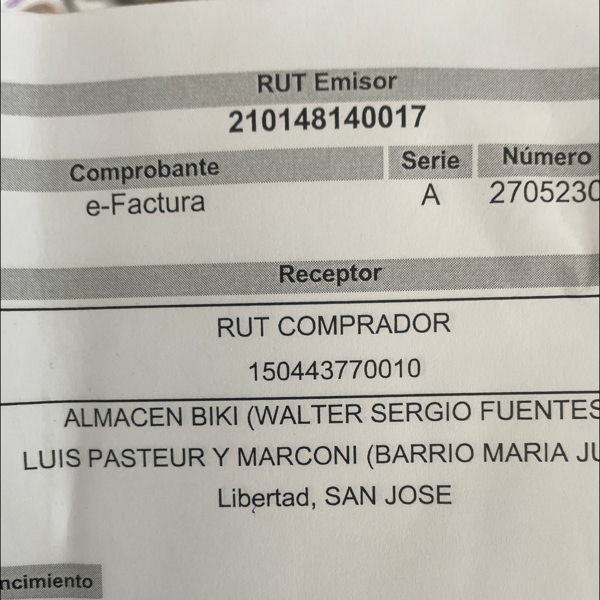 RUT Emisor
210148140017
Comprobante Serie Número
e-Factura A 2705230
Receptor
RUT COMPRADOR
150443770010
ALMACEN BIKI (WALTER SERGIO FUENTES
LUIS PASTEUR Y MARCONI (BARRIO MARIA JU
Libertad, SAN JOSE
ncimiento